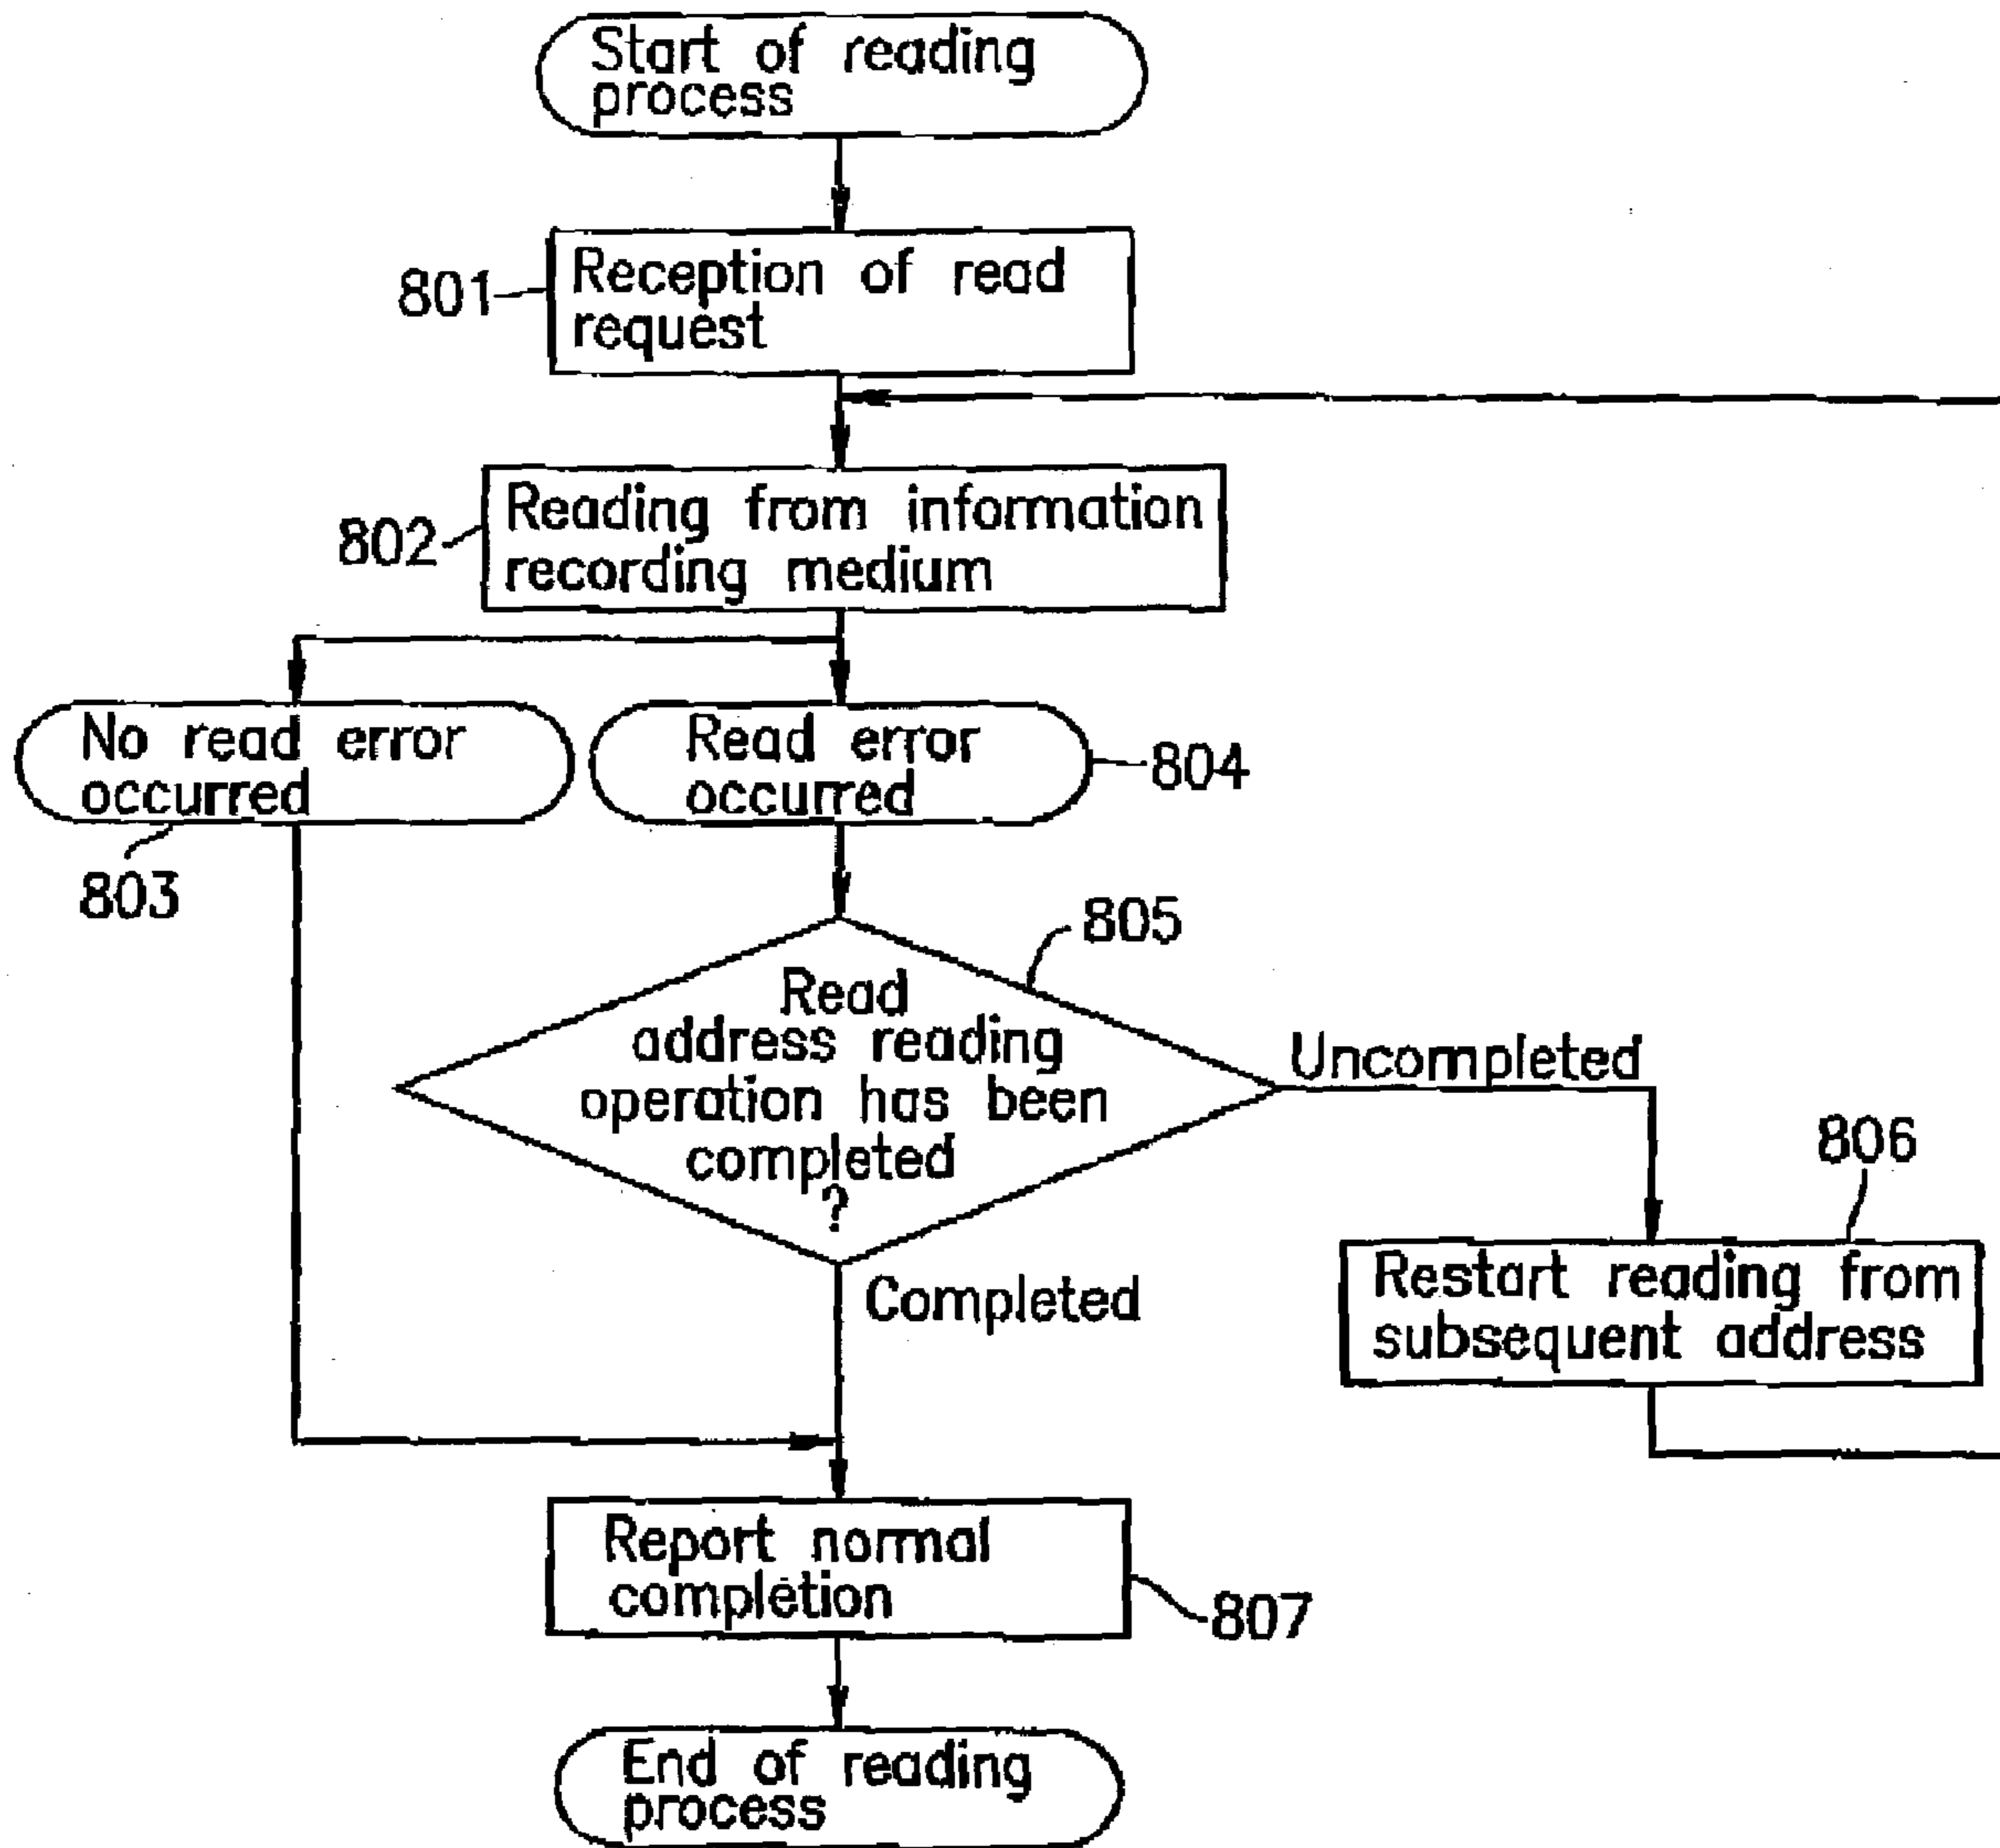 Start of reading
process
801
Reception of read
request
802
Reading from information
recording medium
No read error
occurred
803
Read error
occurred
804
805
Read
address reading
operation has been
completed
?
Uncompleted
Completed
806
Restart reading from
subsequent address
Report normal
completion
807
End of reading
process